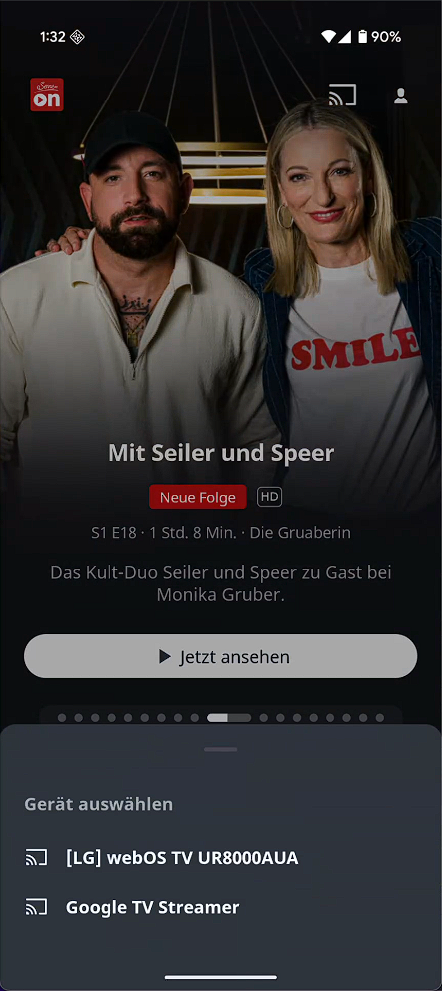 1:32
90%
on
SMILE
Mit Seiler und Speer
Neue Folge
HD
S1 E18 · 1 Std. 8 Min. · Die Gruaberin
Das Kult-Duo Seiler und Speer zu Gast bei
Monika Gruber.
Jetzt ansehen
Gerät auswählen
[LG] webOS TV UR8000AUA
Google TV Streamer